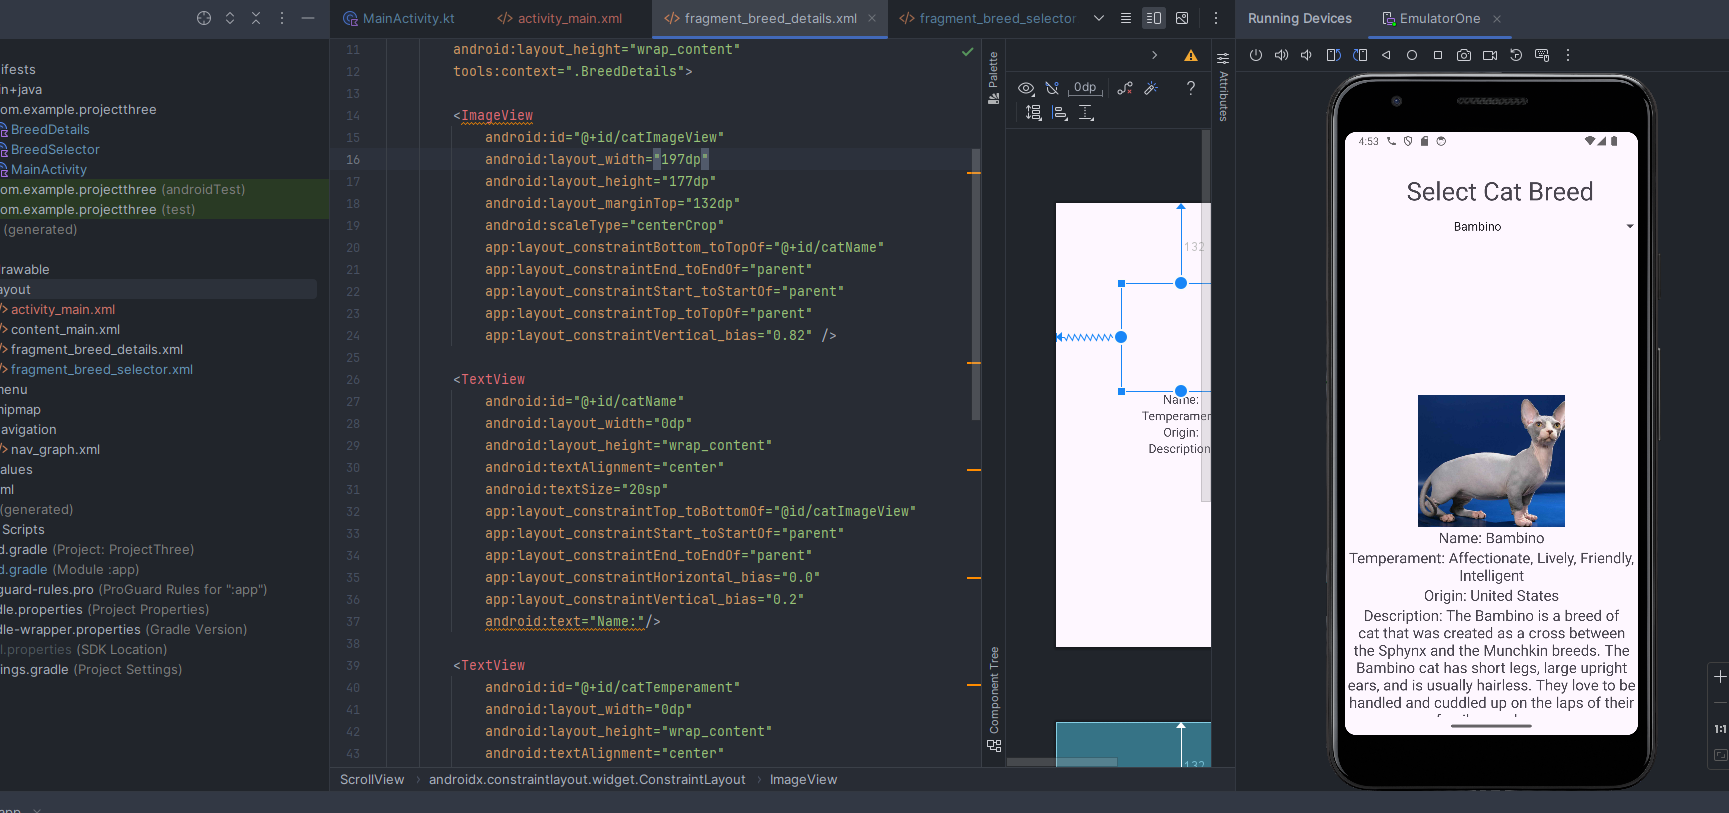 MainActivity.kt
activity_main.xml
fragment_breed_details.xml
fragment_breed_selector
Running Devices
EmulatorOne
ifests
in+java
om.example.projectthree
BreedDetails
BreedSelector
MainActivity
om.example.projectthree (androidTest)
om.example.projectthree (test)
(generated)
rawable
ayout
activity_main.xml
content_main.xml
fragment_breed_details.xml
fragment_breed_selector.xml
nenu
nipmap
avigation
nav_graph.xml
alues
ml
(generated)
Scripts
d.gradle (Project: ProjectThree)
d.gradle (Module :app)
guard-rules.pro (ProGuard Rules for ":app")
dle.properties (Project Properties)
dle-wrapper.properties (Gradle Version)
l.properties (SDK Location)
ings.gradle (Project Settings)
11 android:layout_height="wrap_content"
12 tools:context=".BreedDetails">
13
14 <ImageView
15 android:id="@+id/catImageView"
16 android:layout_width="197dp"
17 android:layout_height="177dp"
18 android:layout_marginTop="132dp"
19 android:scaleType="centerCrop"
20 app:layout_constraintBottom_toTopOf="@+id/catName"
21 app:layout_constraintEnd_toEndOf="parent"
22 app:layout_constraintStart_toStartOf="parent"
23 app:layout_constraintTop_toTopOf="parent"
24 app:layout_constraintVertical_bias="0.82" />
25
26 <TextView
27 android:id="@+id/catName"
28 android:layout_width="0dp"
29 android:layout_height="wrap_content"
30 android:textAlignment="center"
31 android:textSize="20sp"
32 app:layout_constraintTop_toBottomOf="@id/catImageView"
33 app:layout_constraintStart_toStartOf="parent"
34 app:layout_constraintEnd_toEndOf="parent"
35 app:layout_constraintHorizontal_bias="0.0"
36 app:layout_constraintVertical_bias="0.2"
37 android:text="Name:"/>
38
39 <TextView
40 android:id="@+id/catTemperament"
41 android:layout_width="0dp"
42 android:layout_height="wrap_content"
43 android:textAlignment="center"
ScrollView › androidx.constraintlayout.widget.ConstraintLayout › ImageView
Palette
Component Tree
0dp
?
Attributes
132
Name:
Temperamer
Origin:
Description
132
4:53
Select Cat Breed
Bambino
Name: Bambino
Temperament: Affectionate, Lively, Friendly,
Intelligent
Origin: United States
Description: The Bambino is a breed of
cat that was created as a cross between
the Sphynx and the Munchkin breeds. The
Bambino cat has short legs, large upright
ears, and is usually hairless. They love to be
handled and cuddled up on the laps of their
1:1